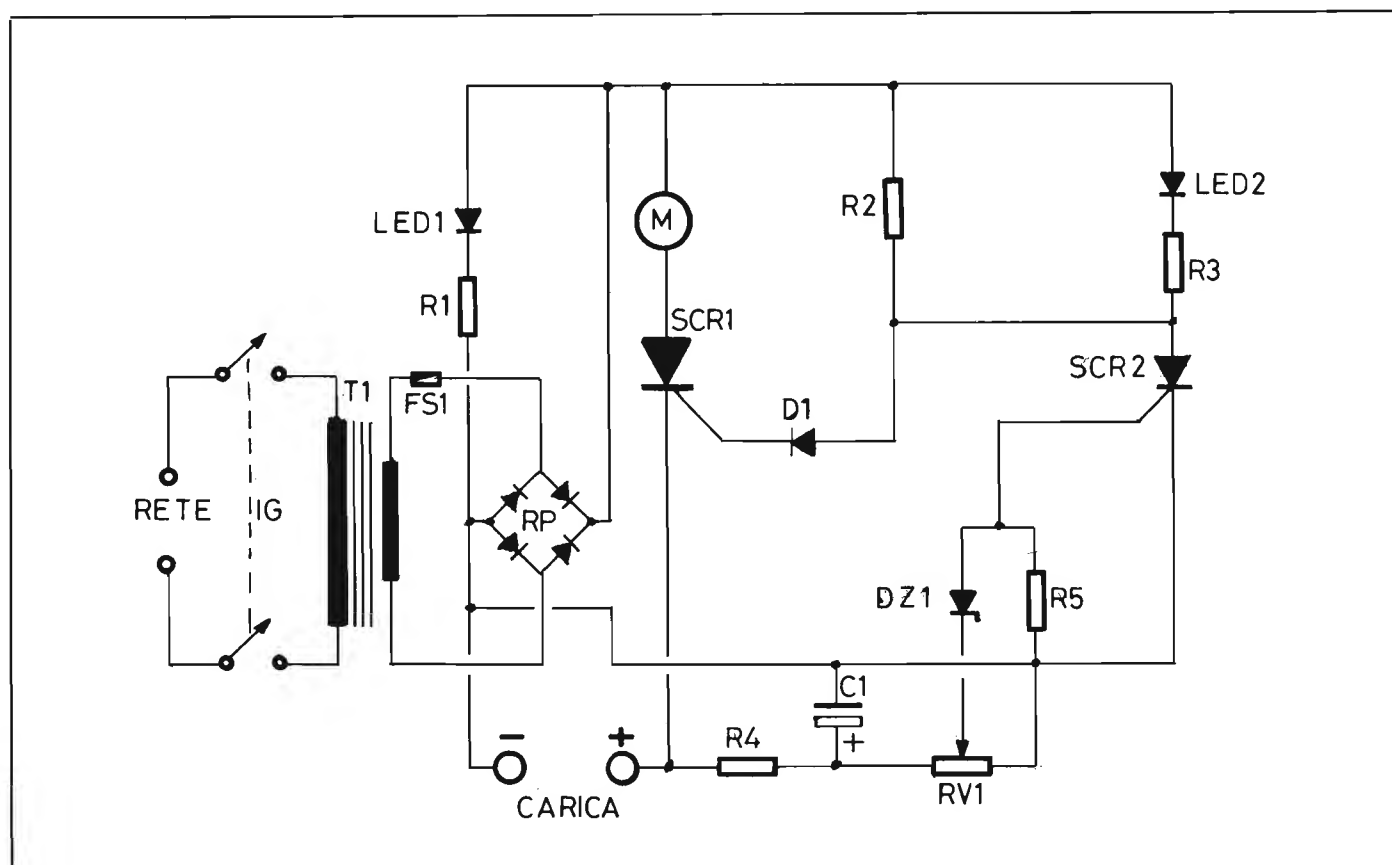 LED1
M
R2
LED2
R1
R3
SCR1
SCR2
T1
FS1
D1
RETE
IG
RP
DZ1
R5
C1
−
+
R4
+
RV1
CARICA